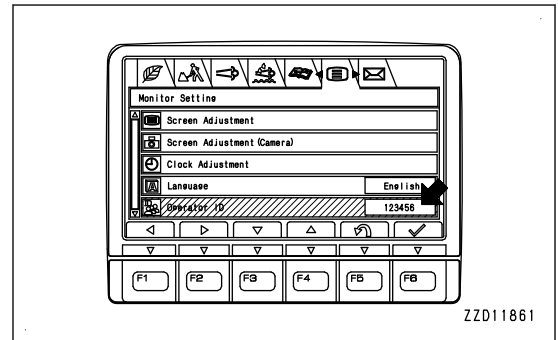 Monitor Setting
Screen Adjustment
Screen Adjustment(Camera)
Clock Adjustment
A Language English
ID Operator ID 123456
F1 F2 F3 F4 F5 F6
ZZD11861